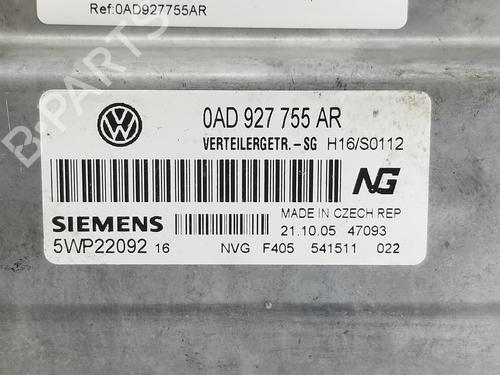 Ref:0AD927755AR
0AD 927 755 AR
VERTEILERGETR.-SG H16/S0112
NG
SIEMENS
MADE IN CZECH REP
5WP22092 16
21.10.05 47093
NVG F405 541511 022
B-Parts